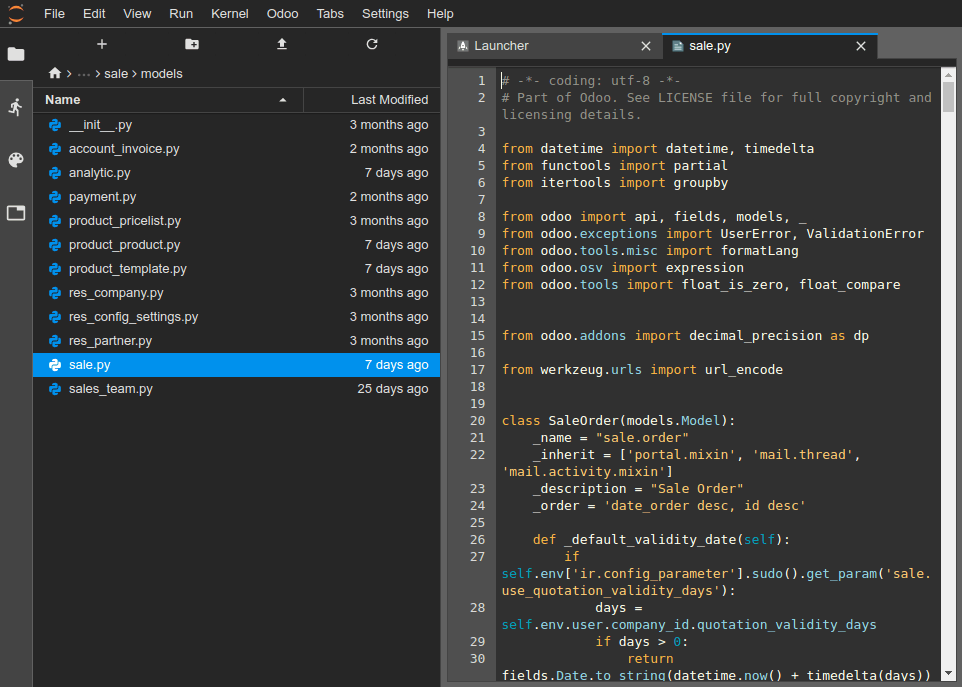 File Edit View Run Kernel Odoo Tabs Settings Help
Launcher
sale.py
… sale models
Name Last Modified
__init__.py 3 months ago
account_invoice.py 2 months ago
analytic.py 7 days ago
payment.py 2 months ago
product_pricelist.py 3 months ago
product_product.py 7 days ago
product_template.py 7 days ago
res_company.py 3 months ago
res_config_settings.py 3 months ago
res_partner.py 3 months ago
sale.py 7 days ago
sales_team.py 25 days ago
1 # -*- coding: utf-8 -*-
2 # Part of Odoo. See LICENSE file for full copyright and
licensing details.
3
4 from datetime import datetime, timedelta
5 from functools import partial
6 from itertools import groupby
7
8 from odoo import api, fields, models, _
9 from odoo.exceptions import UserError, ValidationError
10 from odoo.tools.misc import formatLang
11 from odoo.osv import expression
12 from odoo.tools import float_is_zero, float_compare
13
14
15 from odoo.addons import decimal_precision as dp
16
17 from werkzeug.urls import url_encode
18
19
20 class SaleOrder(models.Model):
21     _name = "sale.order"
22     _inherit = ['portal.mixin', 'mail.thread',
'mail.activity.mixin']
23     _description = "Sale Order"
24     _order = 'date_order desc, id desc'
25
26     def _default_validity_date(self):
27         if
self.env['ir.config_parameter'].sudo().get_param('sale.
use_quotation_validity_days'):
28             days =
self.env.user.company_id.quotation_validity_days
29             if days > 0:
30                 return
fields.Date.to_string(datetime.now() + timedelta(days))